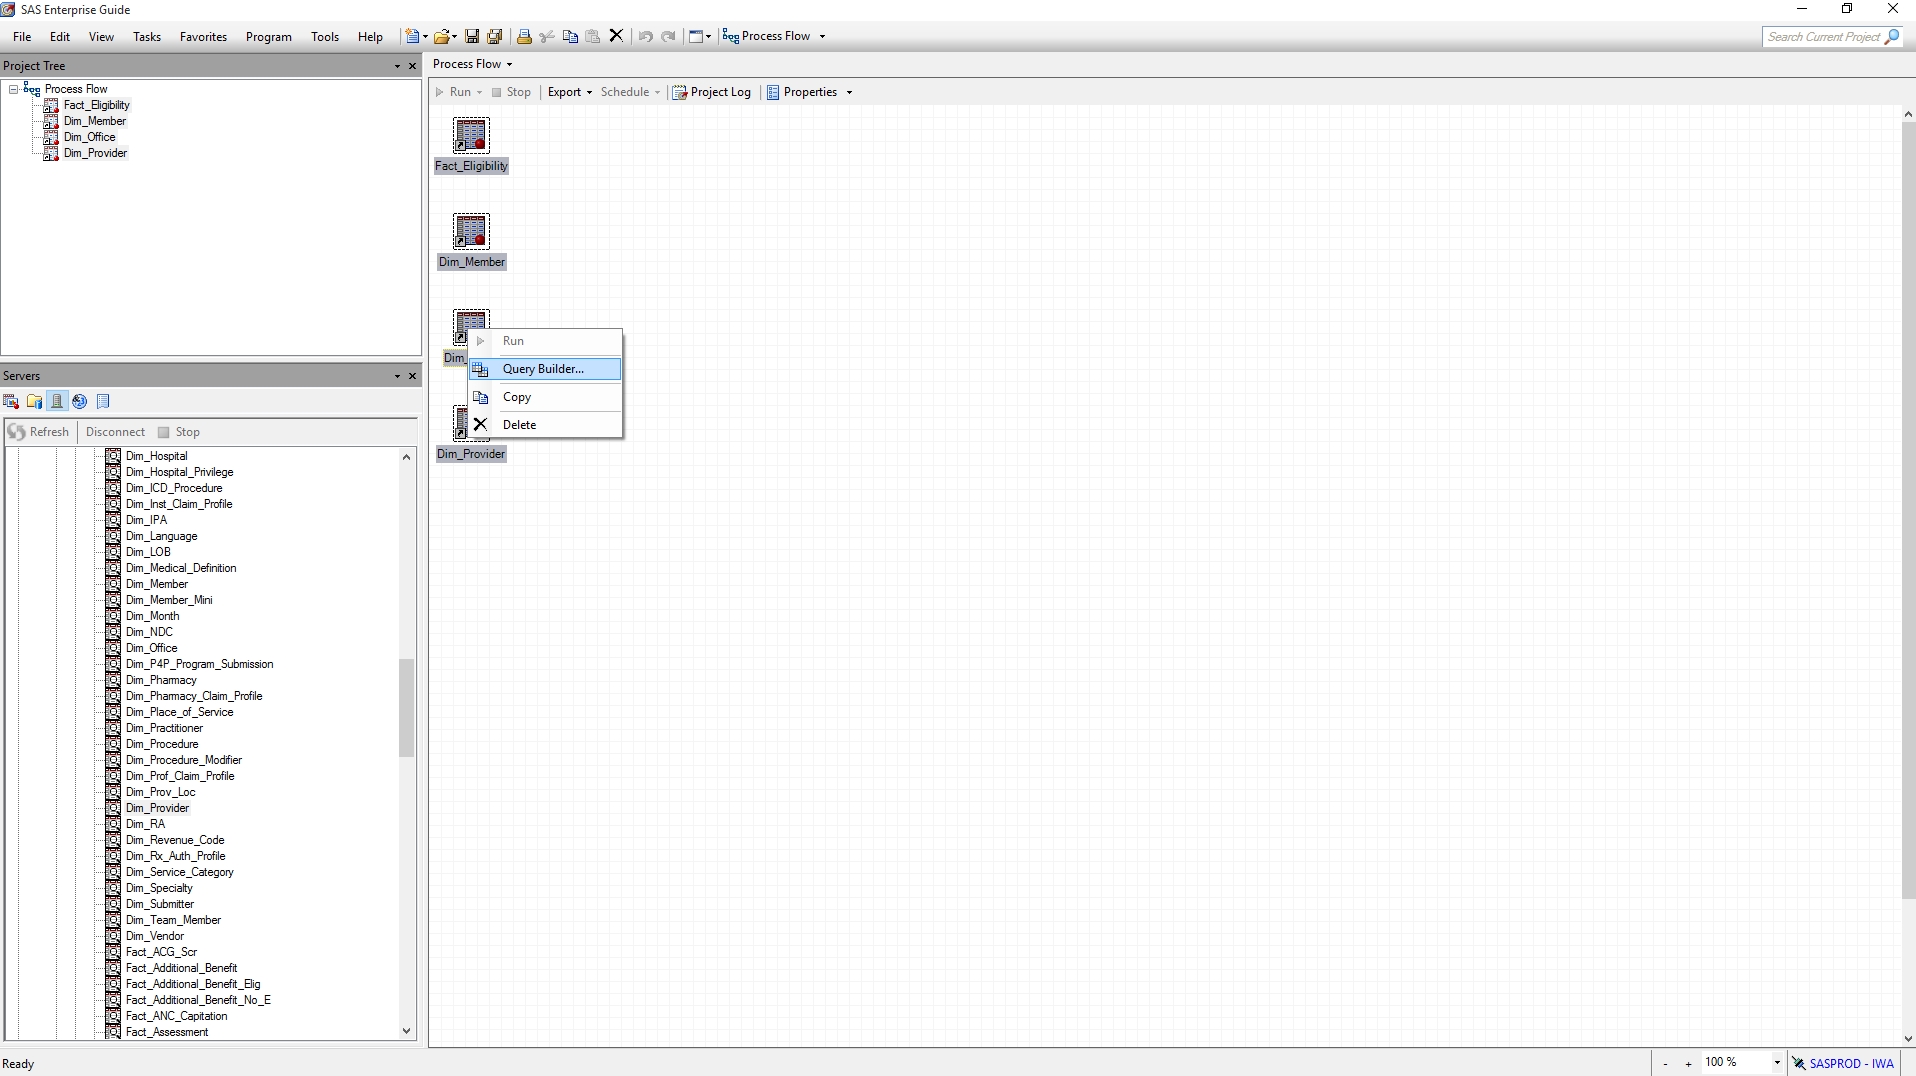 SAS Enterprise Guide
File Edit View Tasks Favorites Program Tools Help Process Flow Search Current Project
Project Tree
Process Flow
Fact_Eligibility
Dim_Member
Dim_Office
Dim_Provider
Servers
Refresh Disconnect Stop
Dim_Hospital
Dim_Hospital_Privilege
Dim_ICD_Procedure
Dim_Inst_Claim_Profile
Dim_IPA
Dim_Language
Dim_LOB
Dim_Medical_Definition
Dim_Member
Dim_Member_Mini
Dim_Month
Dim_NDC
Dim_Office
Dim_P4P_Program_Submission
Dim_Pharmacy
Dim_Pharmacy_Claim_Profile
Dim_Place_of_Service
Dim_Practitioner
Dim_Procedure
Dim_Procedure_Modifier
Dim_Prof_Claim_Profile
Dim_Prov_Loc
Dim_Provider
Dim_RA
Dim_Revenue_Code
Dim_Rx_Auth_Profile
Dim_Service_Category
Dim_Specialty
Dim_Submitter
Dim_Team_Member
Dim_Vendor
Fact_ACG_Scr
Fact_Additional_Benefit
Fact_Additional_Benefit_Elig
Fact_Additional_Benefit_No_E
Fact_ANC_Capitation
Fact_Assessment
Process Flow
Run Stop Export Schedule Project Log Properties
Fact_Eligibility
Dim_Member
Dim_
Run
Query Builder...
Copy
Delete
Dim_Provider
Ready
- + 100 % SASPROD - IWA